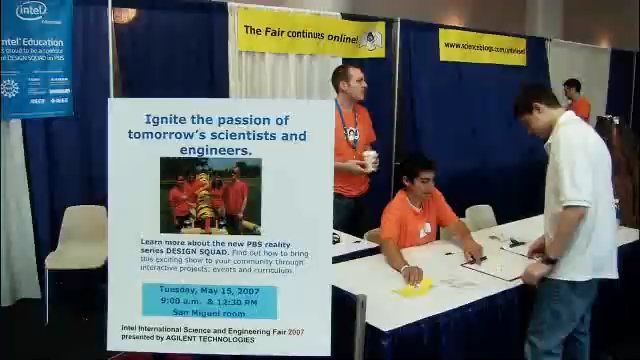 intel
Intel Education
DESIGN SQUAD on PBS
The Fair continues online!
www.scienceblogs.com/intelisef
Ignite the passion of
tomorrow's scientists and
engineers.
Learn more about the new PBS reality
series DESIGN SQUAD. Find out how to bring
this exciting show to your community through
interactive projects, events and curriculum.
Tuesday, May 15, 2007
9:00 a.m. & 12:30 PM
San Miguel room
Intel International Science and Engineering Fair 2007
presented by AGILENT TECHNOLOGIES